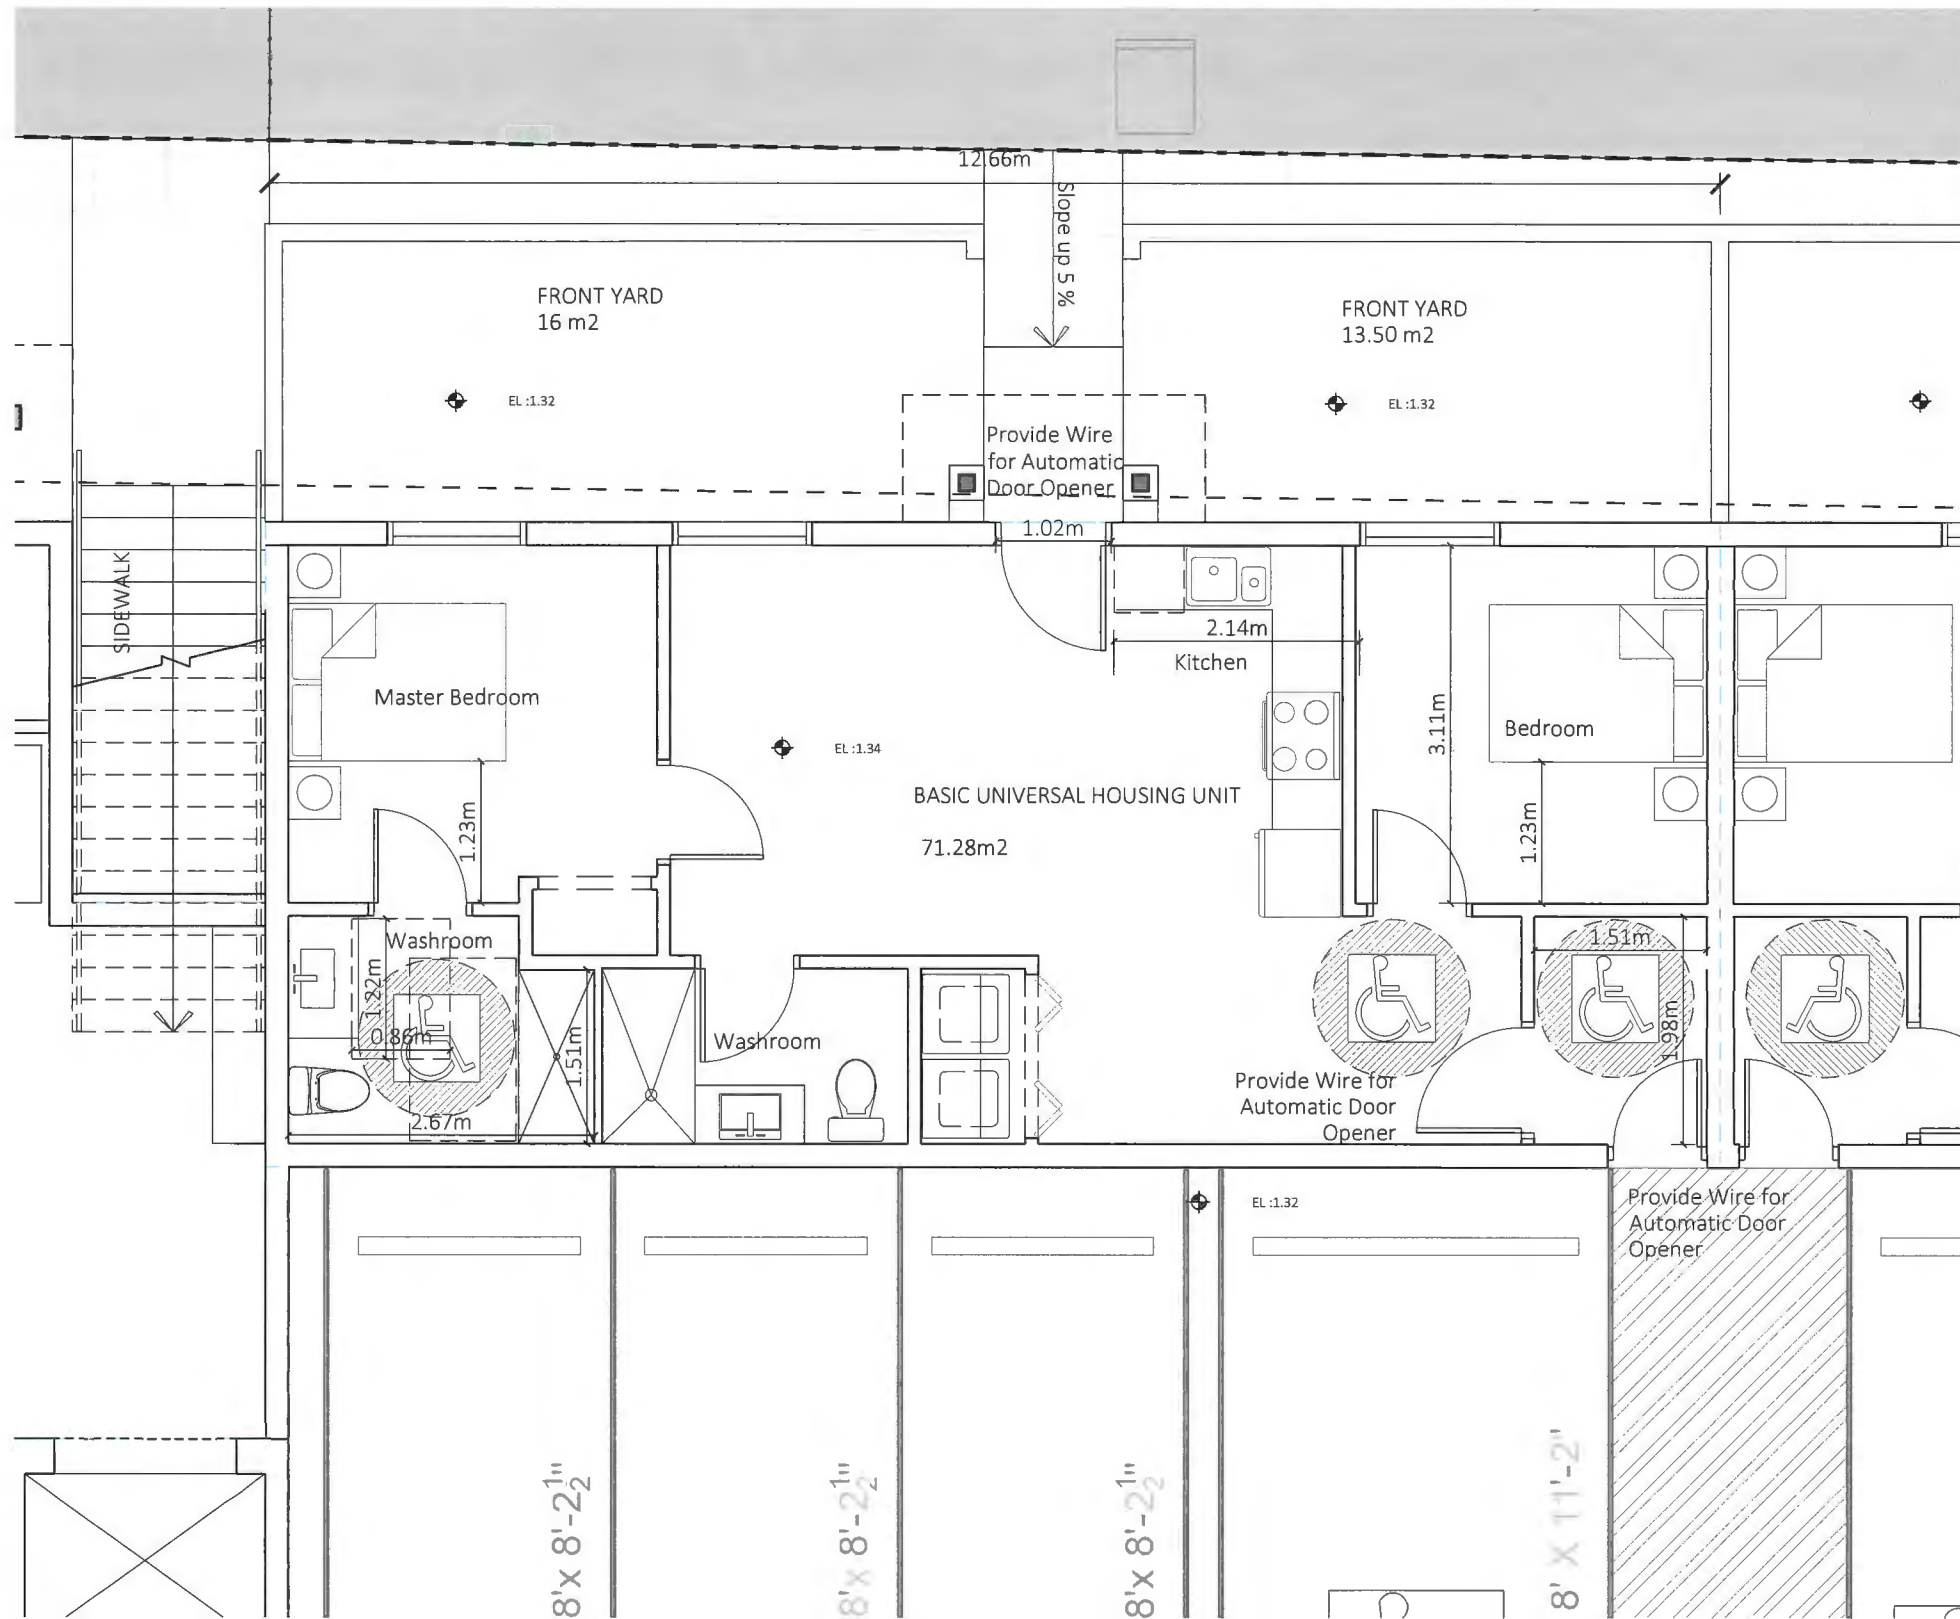 12.66m
Slope up 5 %
FRONT YARD
16 m2
FRONT YARD
13.50 m2
EL :1.32
EL :1.32
Provide Wire
for Automatic
Door Opener
1.02m
SIDEWALK
2.14m
Kitchen
Master Bedroom
3.11m
Bedroom
EL :1.34
BASIC UNIVERSAL HOUSING UNIT
71.28m2
1.23m
1.23m
Washroom
1.51m
1.22m
0.86m
1.51m
Washroom
1.98m
2.67m
Provide Wire for
Automatic Door
Opener
EL :1.32
Provide Wire for
Automatic Door
Opener
8'x 8'-2½"
8'x 8'-2½"
8'x 8'-2½"
8' X 11'-2"